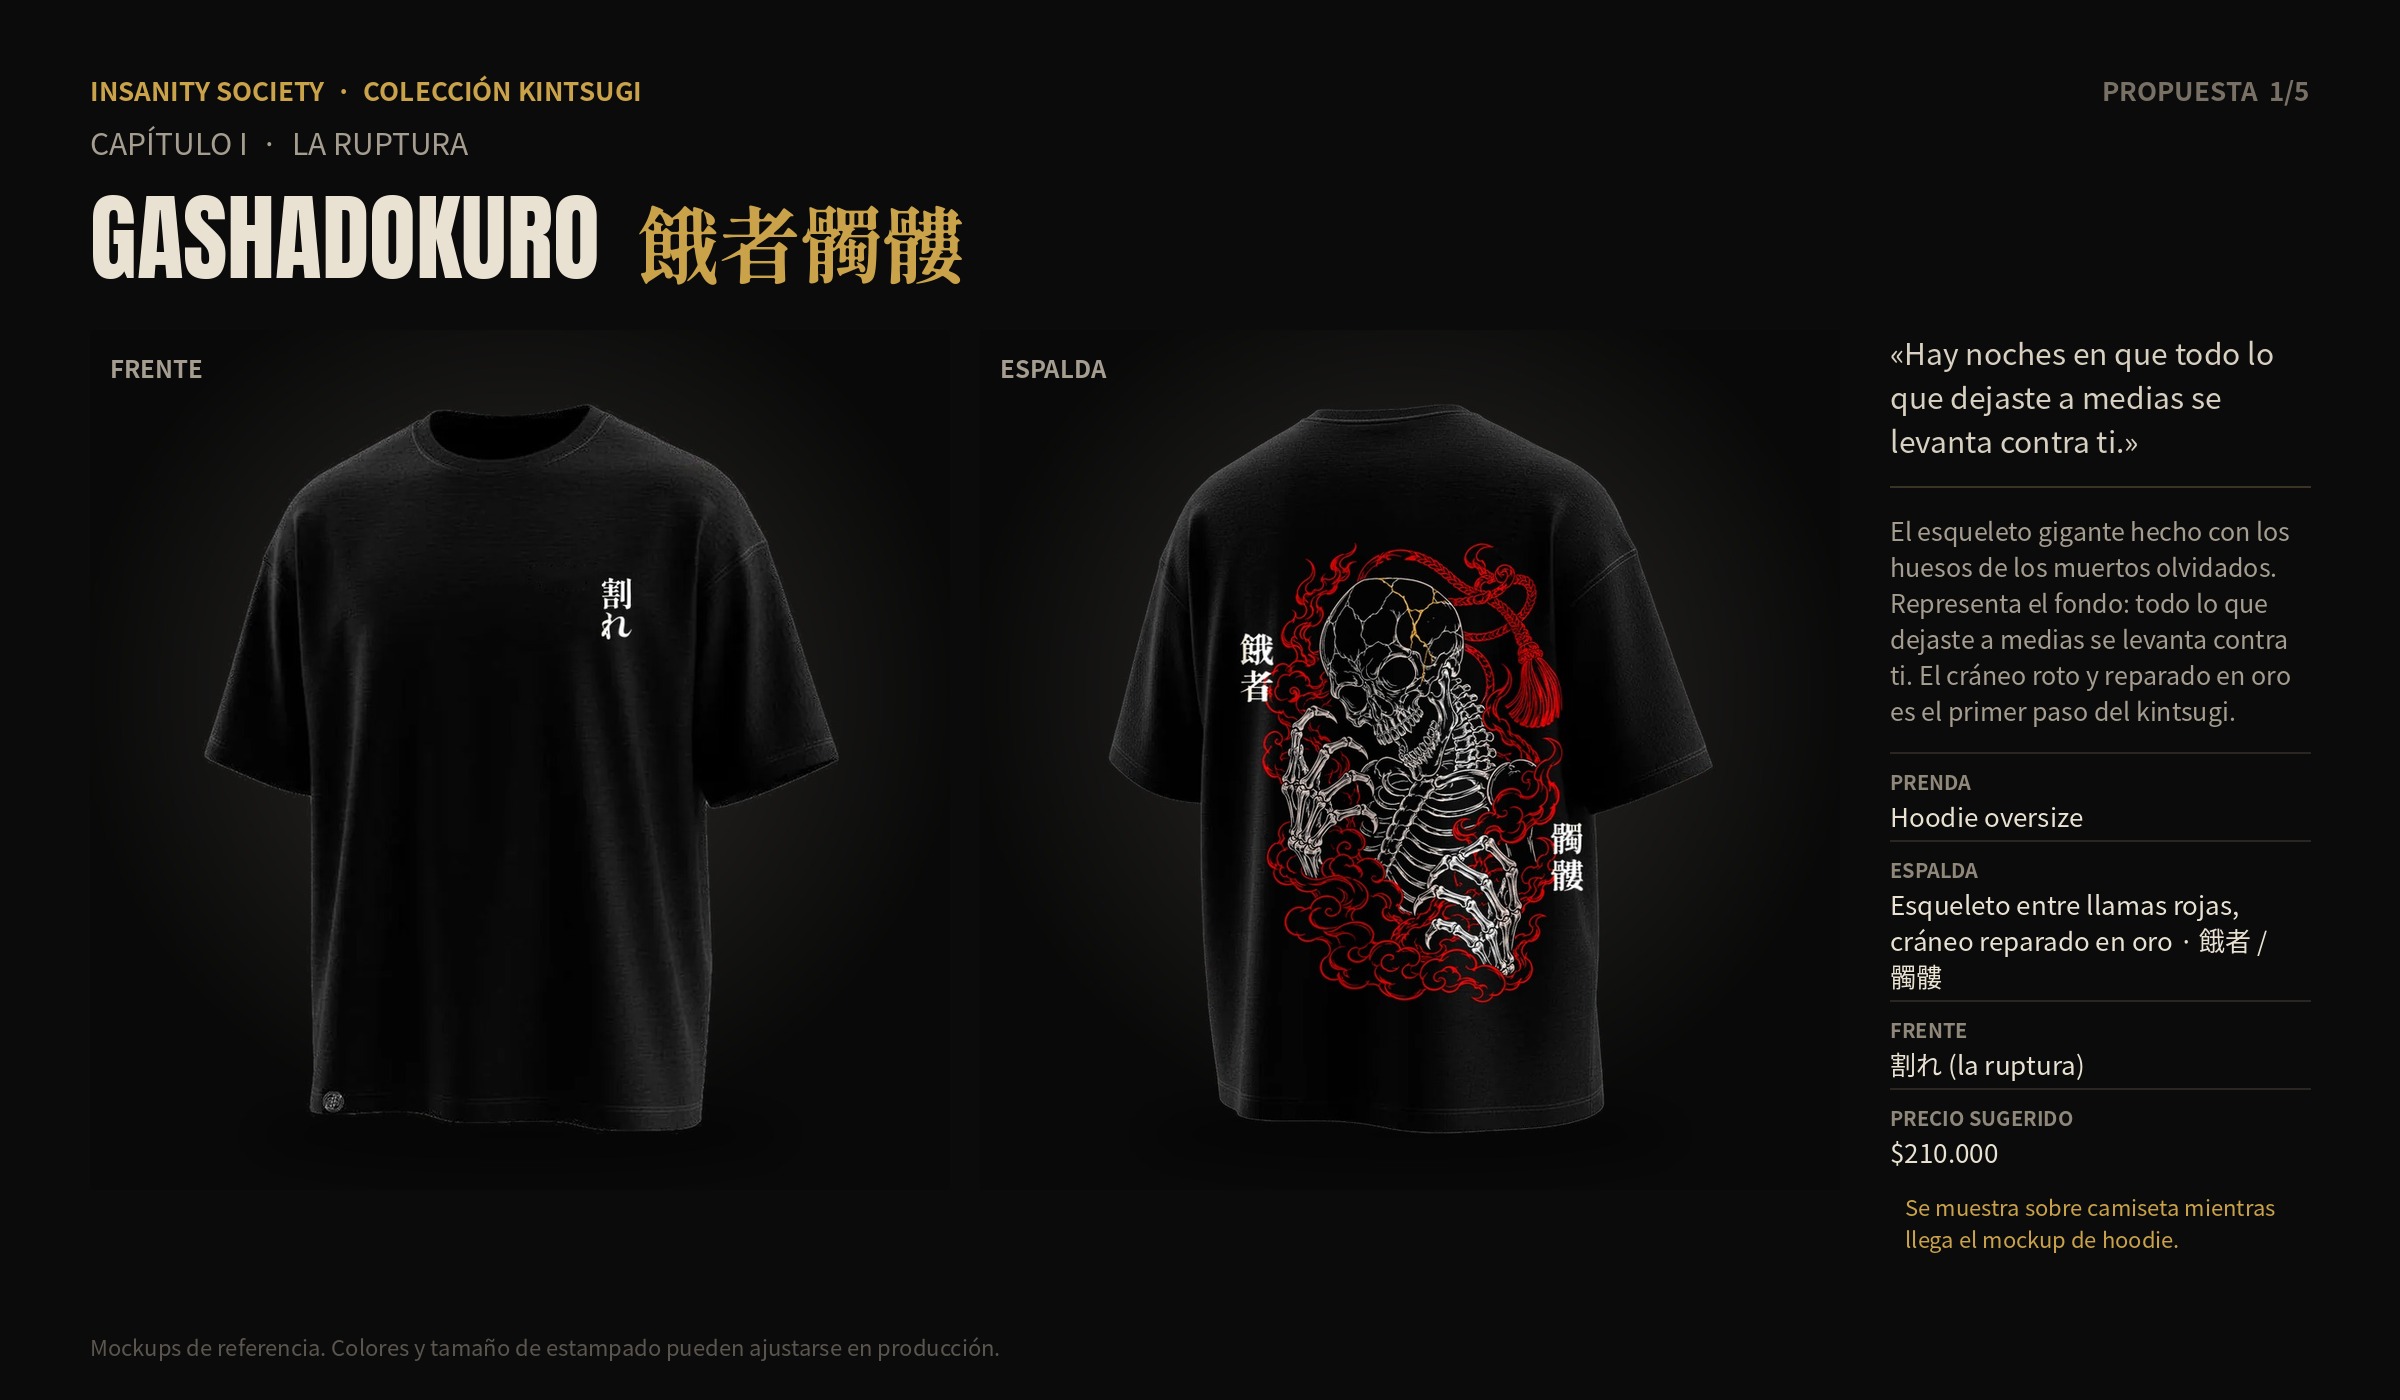 INSANITY SOCIETY · COLECCIÓN KINTSUGI
PROPUESTA 1/5
CAPÍTULO I · LA RUPTURA
GASHADOKURO 餓者髑髏
FRENTE
割れ
ESPALDA
餓者
髑髏
«Hay noches en que todo lo
que dejaste a medias se
levanta contra ti.»
El esqueleto gigante hecho con los
huesos de los muertos olvidados.
Representa el fondo: todo lo que
dejaste a medias se levanta contra
ti. El cráneo roto y reparado en oro
es el primer paso del kintsugi.
PRENDA
Hoodie oversize
ESPALDA
Esqueleto entre llamas rojas,
cráneo reparado en oro · 餓者 /
髑髏
FRENTE
割れ (la ruptura)
PRECIO SUGERIDO
$210.000
Se muestra sobre camiseta mientras
llega el mockup de hoodie.
Mockups de referencia. Colores y tamaño de estampado pueden ajustarse en producción.